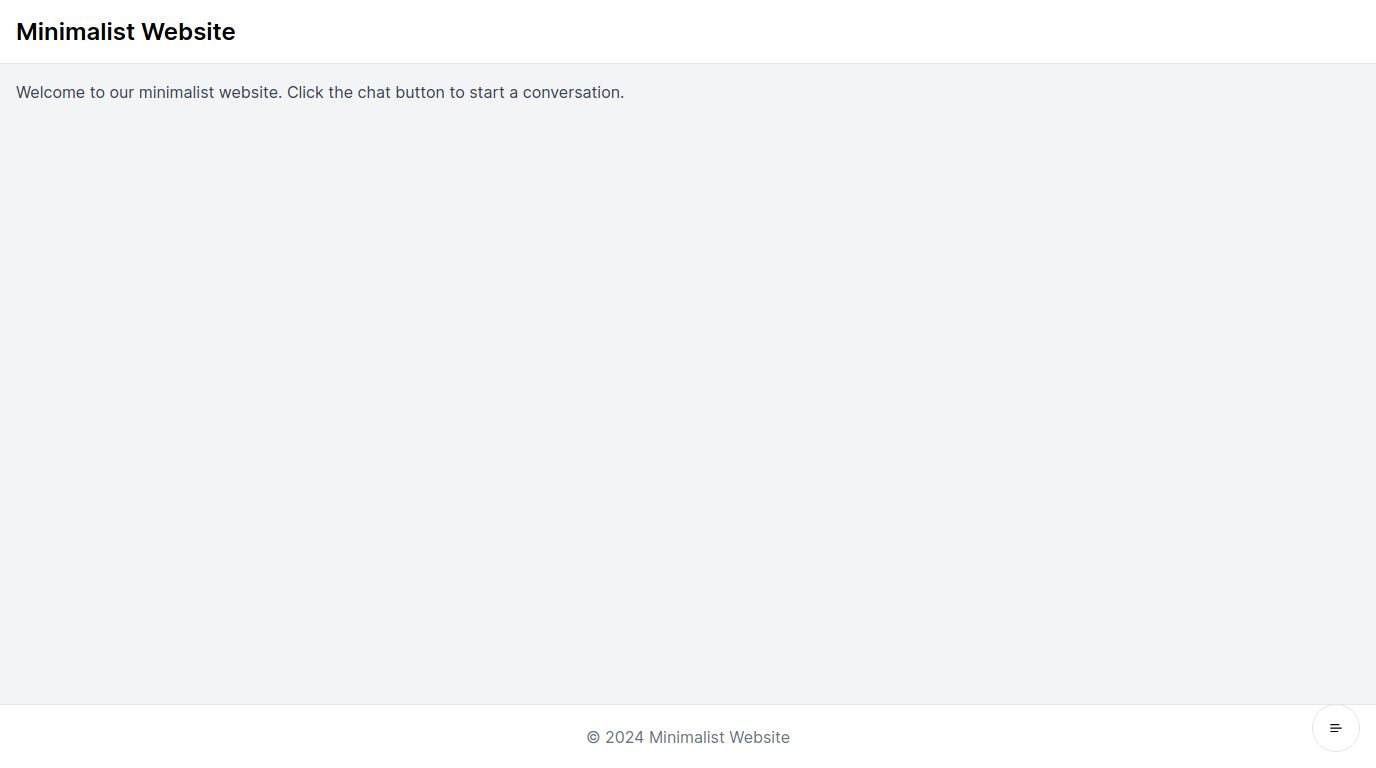 Minimalist Website
Welcome to our minimalist website. Click the chat button to start a conversation.
© 2024 Minimalist Website